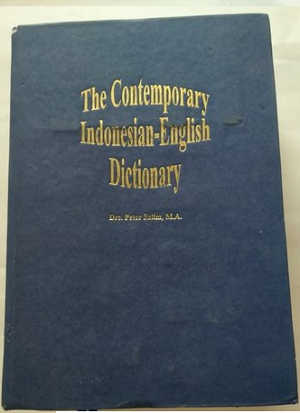 The Contemporary
Indonesian-English
Dictionary
Drs. Peter Salim, M.A.